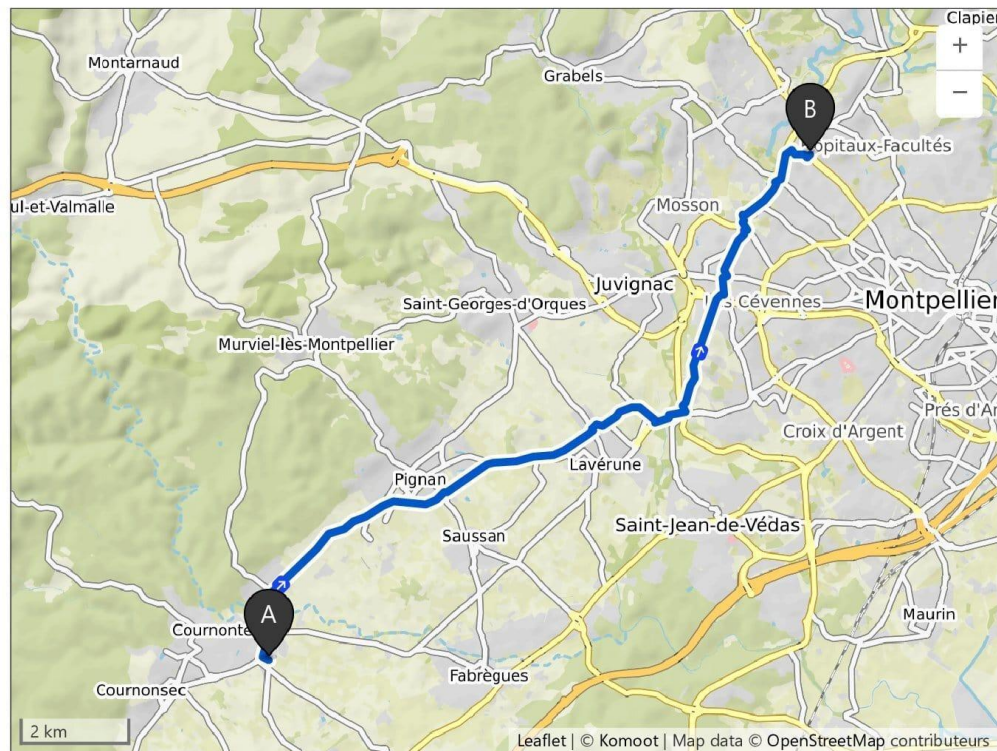 Clapier
Montarnaud
Grabels
+
−
B
Hôpitaux-Facultés
ul-et-Valmalle
Mosson
Juvignac
Saint-Georges-d'Orques
Les Cévennes
Montpellier
Murviel-lès-Montpellier
Prés d'Ar
Croix d'Argent
Lavérune
Pignan
Saint-Jean-de-Védas
Saussan
A
Maurin
Cournonte
Fabrègues
Cournonsec
2 km
Leaflet | © Komoot | Map data © OpenStreetMap contributeurs